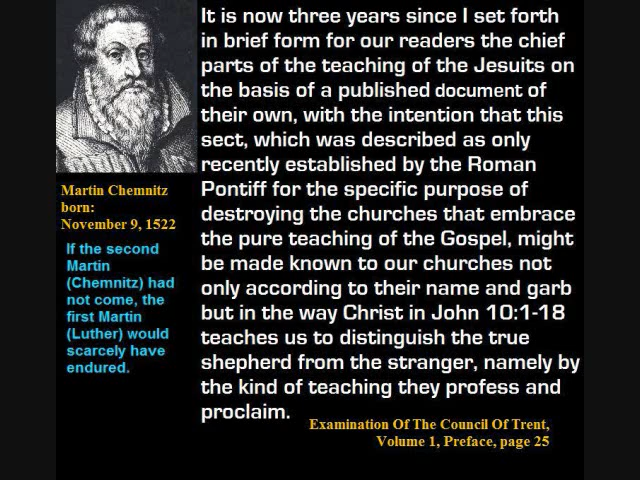 It is now three years since I set forth
in brief form for our readers the chief
parts of the teaching of the Jesuits on
the basis of a published document of
their own, with the intention that this
sect, which was described as only
recently established by the Roman
Pontiff for the specific purpose of
destroying the churches that embrace
the pure teaching of the Gospel, might
be made known to our churches not
only according to their name and garb
but in the way Christ in John 10:1-18
teaches us to distinguish the true
shepherd from the stranger, namely by
the kind of teaching they profess and
proclaim.
Examination Of The Council Of Trent,
Volume 1, Preface, page 25
Martin Chemnitz
born:
November 9, 1522
If the second
Martin
(Chemnitz) had
not come, the
first Martin
(Luther) would
scarcely have
endured.